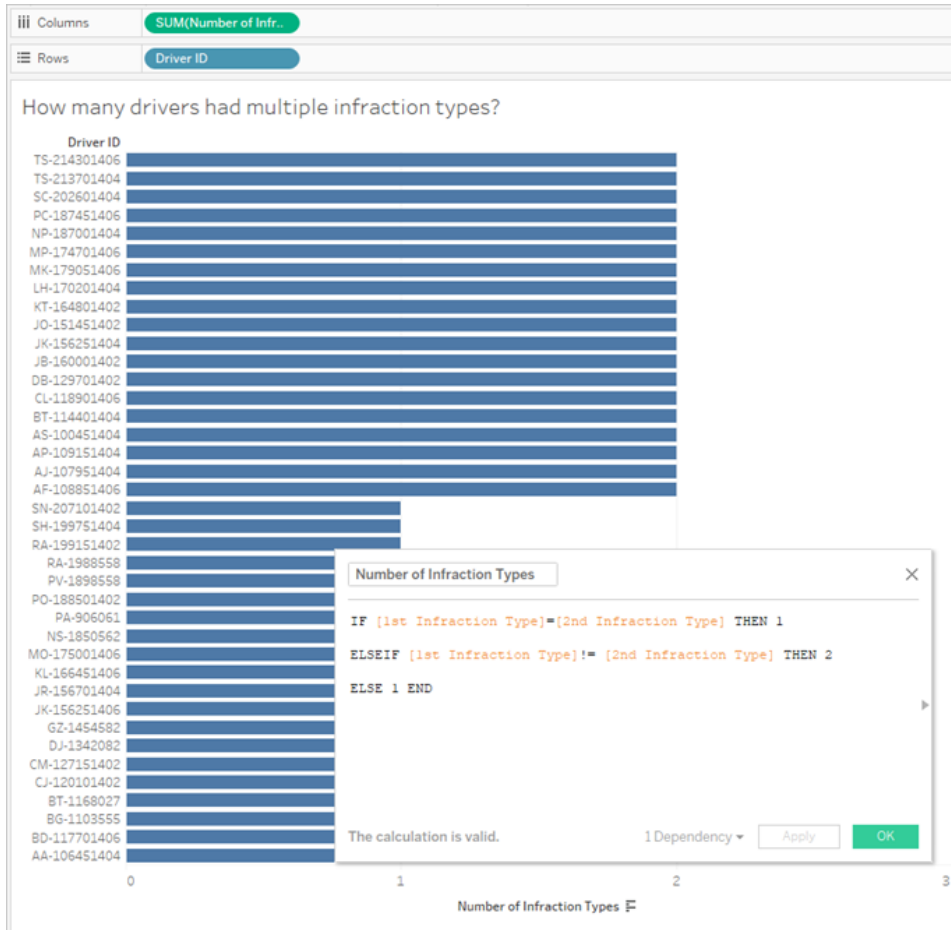 Columns
SUM(Number of Infr..
Rows
Driver ID
How many drivers had multiple infraction types?
Driver ID
TS-214301406
TS-213701404
SC-202601404
PC-187451406
NP-187001404
MP-174701406
MK-179051406
LH-170201404
KT-164801402
JO-151451402
JK-156251404
JB-160001402
DB-129701402
CL-118901406
BT-114401404
AS-100451404
AP-109151404
AJ-107951404
AF-108851406
SN-207101402
SH-199751404
RA-199151402
RA-1988558
PV-1898558
PO-188501402
PA-906061
NS-1850562
MO-175001406
KL-166451406
JR-156701404
JK-156251406
GZ-1454582
DJ-1342082
CM-127151402
CJ-120101402
BT-1168027
BG-1103555
BD-117701406
AA-106451404
Number of Infraction Types
IF [1st Infraction Type]=[2nd Infraction Type] THEN 1
ELSEIF [1st Infraction Type]!= [2nd Infraction Type] THEN 2
ELSE 1 END
The calculation is valid.
1 Dependency
Apply
OK
0 1 2 3
Number of Infraction Types